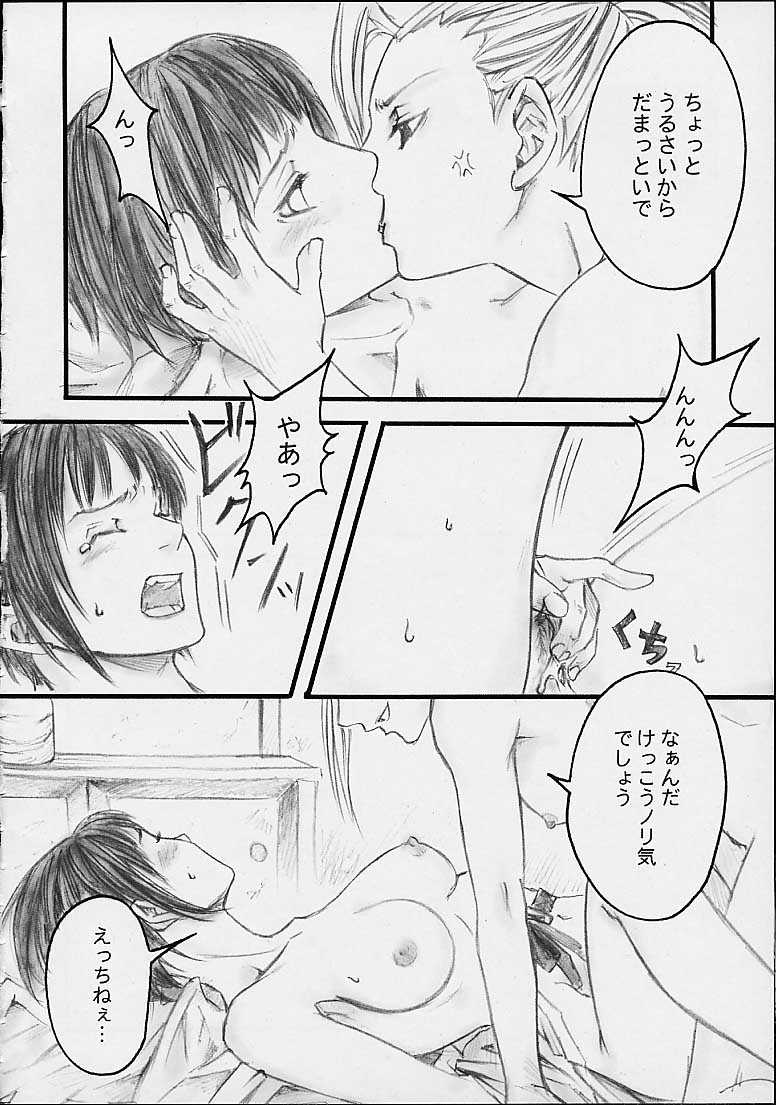 ちょっと
うるさいから
だまっといで
んっ
んんんっ
くちゅ
やあっ
ビクンッ
なぁんだ
けっこうノリ気
でしょう
えっちねぇ…